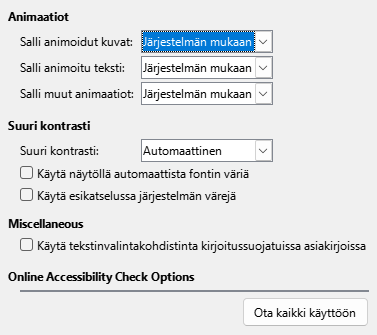 Animaatiot
Salli animoidut kuvat: Järjestelmän mukaan
Salli animoitu teksti: Järjestelmän mukaan
Salli muut animaatiot: Järjestelmän mukaan
Suuri kontrasti
Suuri kontrasti: Automaattinen
Käytä näytöllä automaattista fontin väriä
Käytä esikatselussa järjestelmän värejä
Miscellaneous
Käytä tekstinvalintakohdistinta kirjoitussuojatuissa asiakirjoissa
Online Accessibility Check Options
Ota kaikki käyttöön